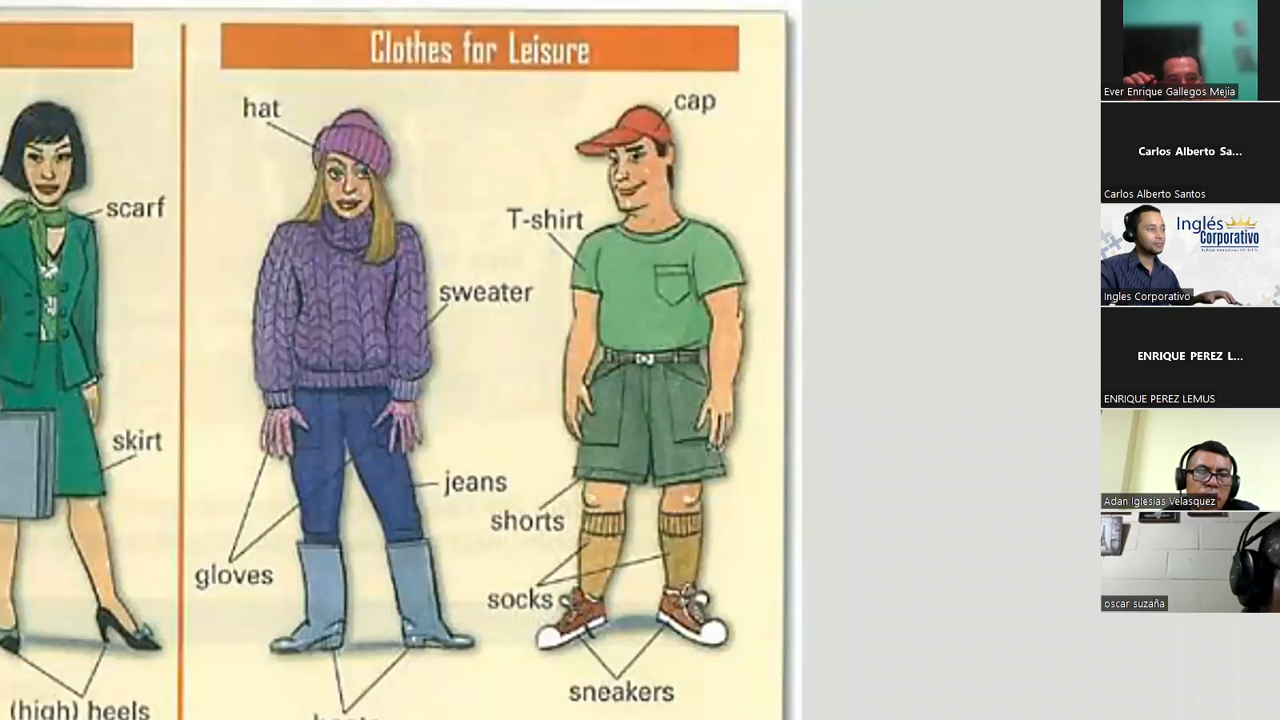 Clothes for Leisure
hat
cap
scarf
T-shirt
sweater
skirt
jeans
shorts
gloves
socks
sneakers
(high) heels
Ever Enrique Gallegos Mejia
Carlos Alberto Sa...
Carlos Alberto Santos
Inglés
Corporativo
Ingles Corporativo
ENRIQUE PEREZ L...
ENRIQUE PEREZ LEMUS
Adan Iglesias Velasquez
oscar suzaña